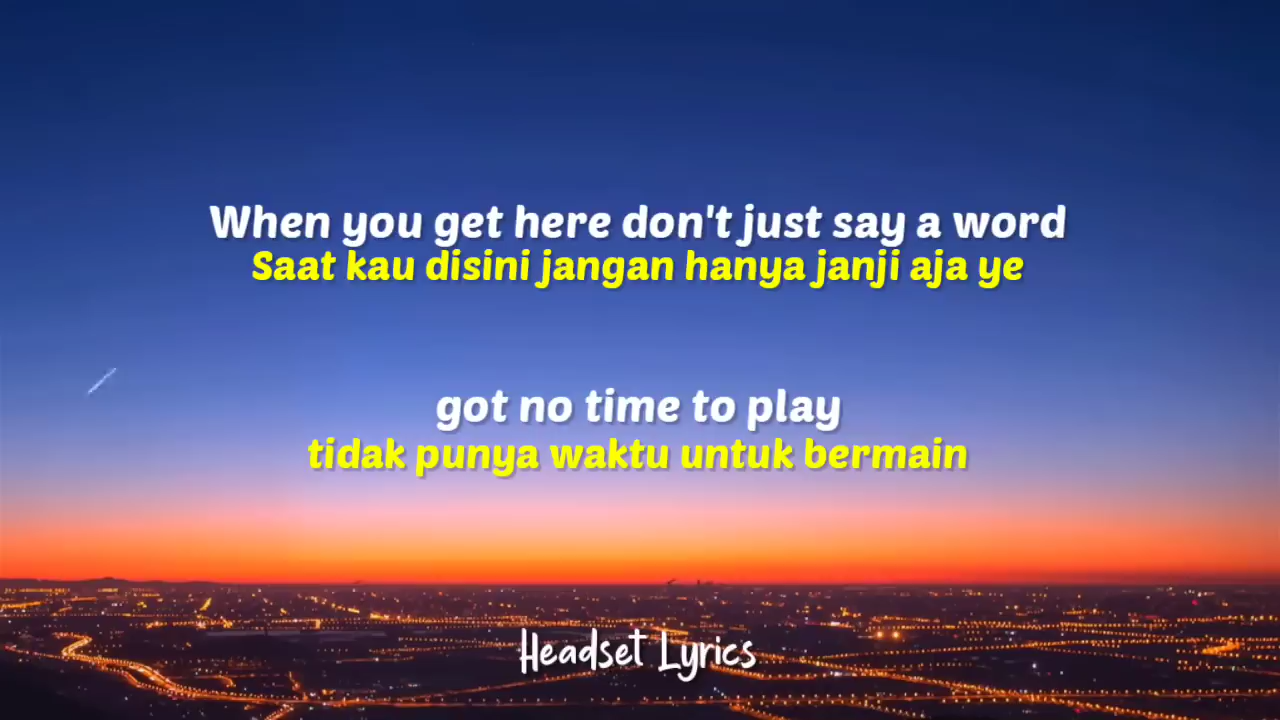 When you get here don't just say a word
Saat kau disini jangan hanya janji aja ye
got no time to play
tidak punya waktu untuk bermain
Headset Lyrics